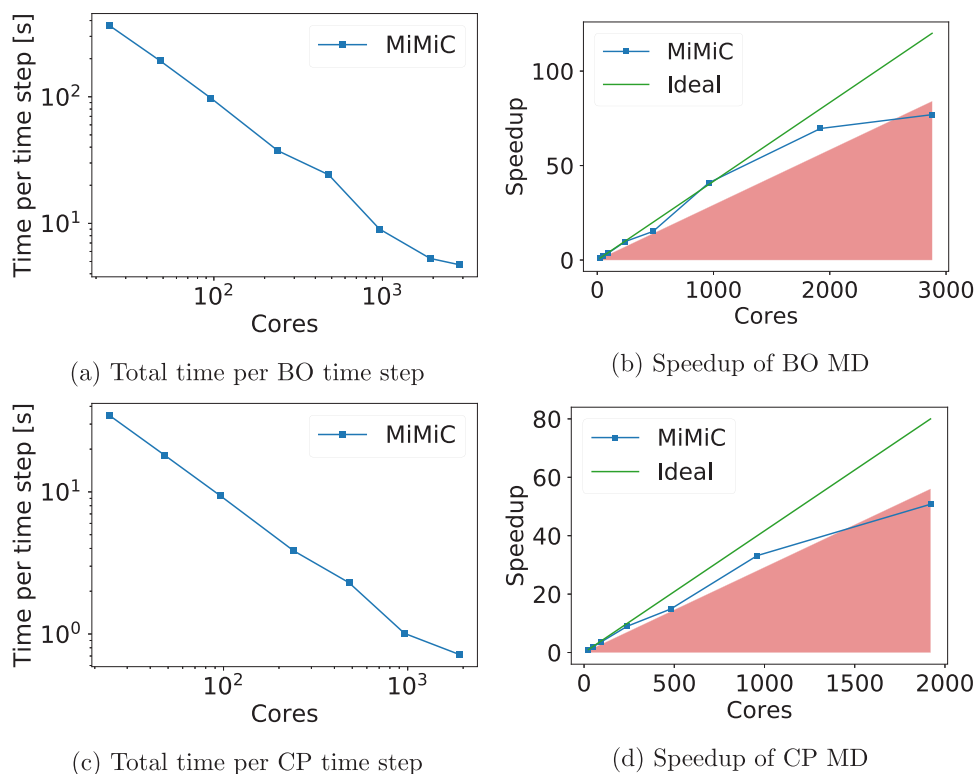 Time per time step [s]
10²
10¹
MiMiC
10² 10³
Cores
(a) Total time per BO time step
Speedup
100
50
0
MiMiC
Ideal
0 1000 2000 3000
Cores
(b) Speedup of BO MD
Time per time step [s]
10¹
10⁰
MiMiC
10² 10³
Cores
(c) Total time per CP time step
Speedup
80
60
40
20
0
MiMiC
Ideal
0 500 1000 1500 2000
Cores
(d) Speedup of CP MD